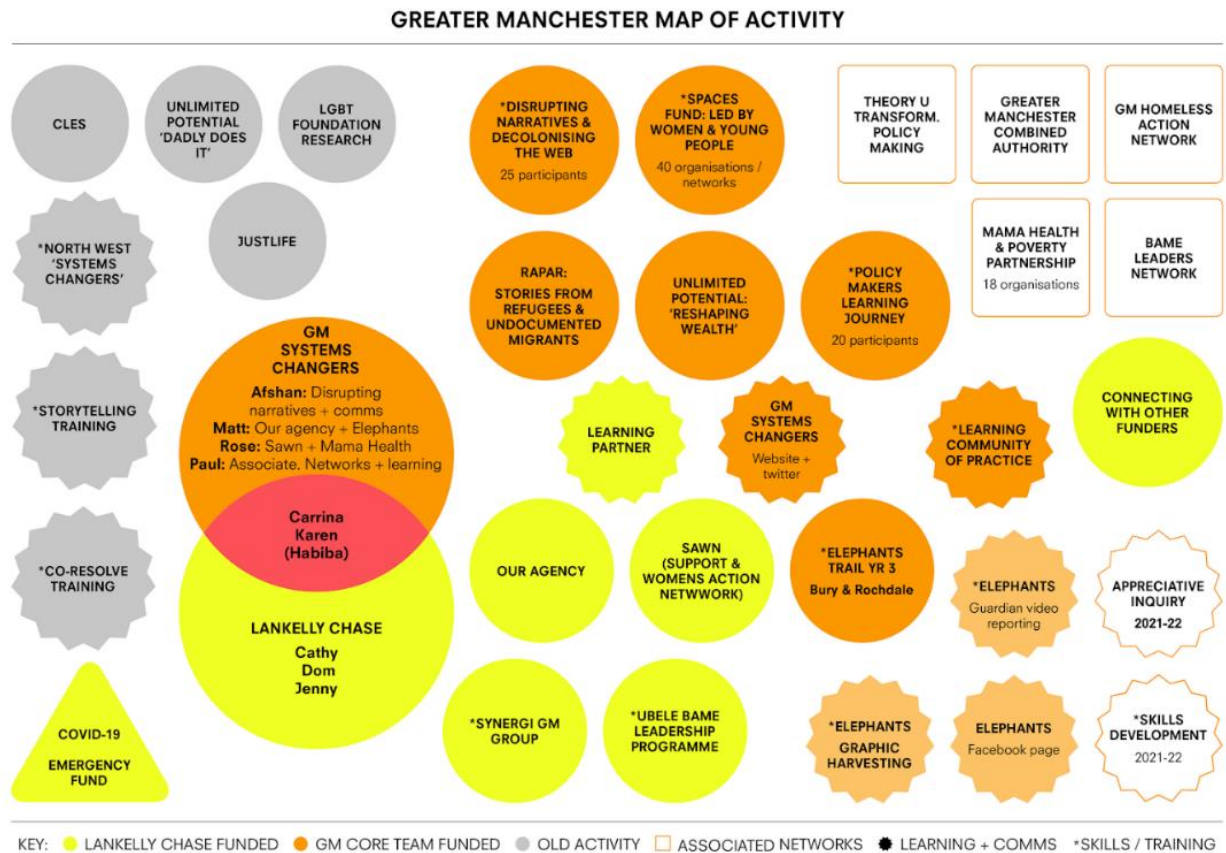 GREATER MANCHESTER MAP OF ACTIVITY
CLES
UNLIMITED
POTENTIAL
'DADLY DOES
IT'
LGBT
FOUNDATION
RESEARCH
*NORTH WEST
'SYSTEMS
CHANGERS'
JUSTLIFE
*STORYTELLING
TRAINING
*CO-RESOLVE
TRAINING
COVID-19
EMERGENCY
FUND
GM
SYSTEMS
CHANGERS
Afshan: Disrupting
narratives + comms
Matt: Our agency + Elephants
Rose: Sawn + Mama Health
Paul: Associate. Networks + learning
Carrina
Karen
(Habiba)
LANKELLY CHASE
Cathy
Dom
Jenny
*DISRUPTING
NARRATIVES &
DECOLONISING
THE WEB
25 participants
*SPACES
FUND: LED BY
WOMEN & YOUNG
PEOPLE
40 organisations /
networks
RAPAR:
STORIES FROM
REFUGEES &
UNDOCUMENTED
MIGRANTS
UNLIMITED
POTENTIAL:
'RESHAPING
WEALTH'
*POLICY
MAKERS
LEARNING
JOURNEY
20 participants
THEORY U
TRANSFORM.
POLICY
MAKING
GREATER
MANCHESTER
COMBINED
AUTHORITY
GM HOMELESS
ACTION
NETWORK
MAMA HEALTH
& POVERTY
PARTNERSHIP
18 organisations
BAME
LEADERS
NETWORK
LEARNING
PARTNER
GM
SYSTEMS
CHANGERS
Website +
twitter
*LEARNING
COMMUNITY
OF PRACTICE
CONNECTING
WITH OTHER
FUNDERS
OUR AGENCY
SAWN
(SUPPORT &
WOMENS ACTION
NETWWORK)
*ELEPHANTS
TRAIL YR 3
Bury & Rochdale
*ELEPHANTS
Guardian video
reporting
APPRECIATIVE
INQUIRY
2021-22
*SYNERGI GM
GROUP
*UBELE BAME
LEADERSHIP
PROGRAMME
*ELEPHANTS
GRAPHIC
HARVESTING
ELEPHANTS
Facebook page
*SKILLS
DEVELOPMENT
2021-22
KEY: LANKELLY CHASE FUNDED GM CORE TEAM FUNDED OLD ACTIVITY ASSOCIATED NETWORKS LEARNING + COMMS *SKILLS / TRAINING